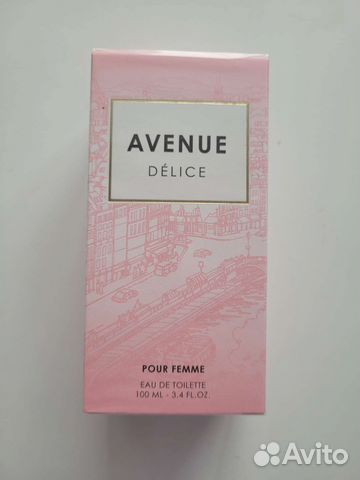 AVENUE
DÉLICE
POUR FEMME
EAU DE TOILETTE
100 ML - 3.4 FL.OZ.
Avito